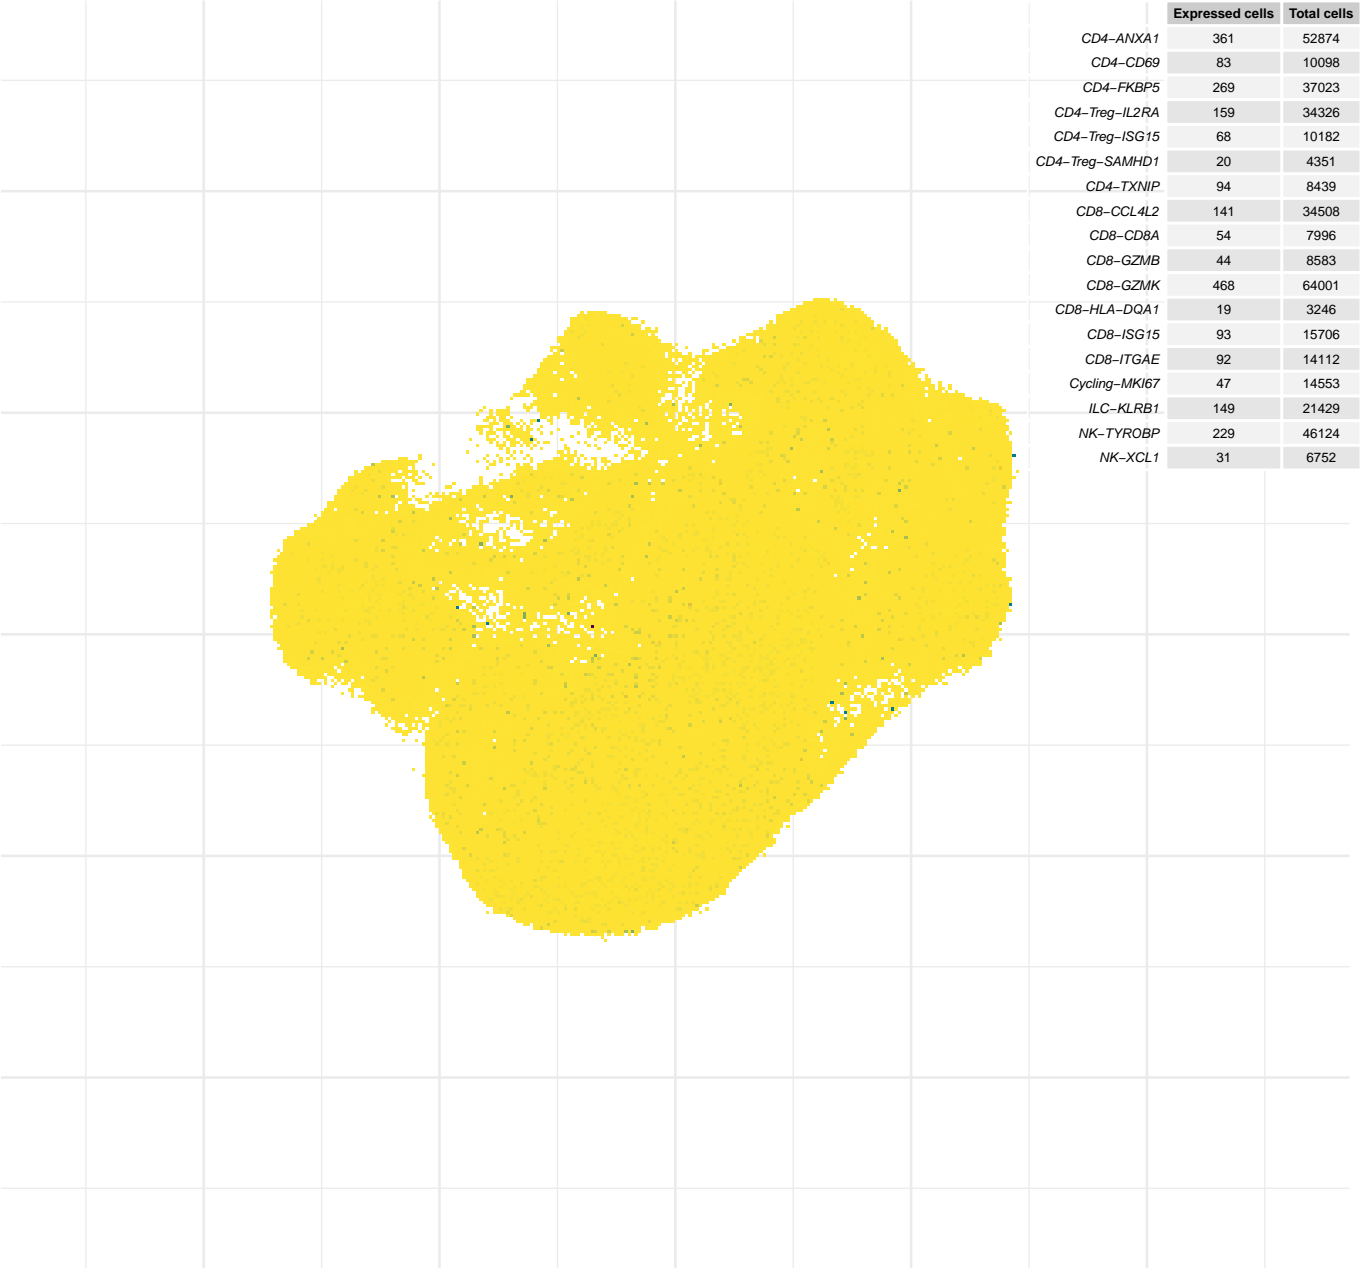 Expressed cells Total cells
CD4−ANXA1 361 52874
CD4−CD69 83 10098
CD4−FKBP5 269 37023
CD4−Treg−IL2RA 159 34326
CD4−Treg−ISG15 68 10182
CD4−Treg−SAMHD1 20 4351
CD4−TXNIP 94 8439
CD8−CCL4L2 141 34508
CD8−CD8A 54 7996
CD8−GZMB 44 8583
CD8−GZMK 468 64001
CD8−HLA−DQA1 19 3246
CD8−ISG15 93 15706
CD8−ITGAE 92 14112
Cycling−MKI67 47 14553
ILC−KLRB1 149 21429
NK−TYROBP 229 46124
NK−XCL1 31 6752